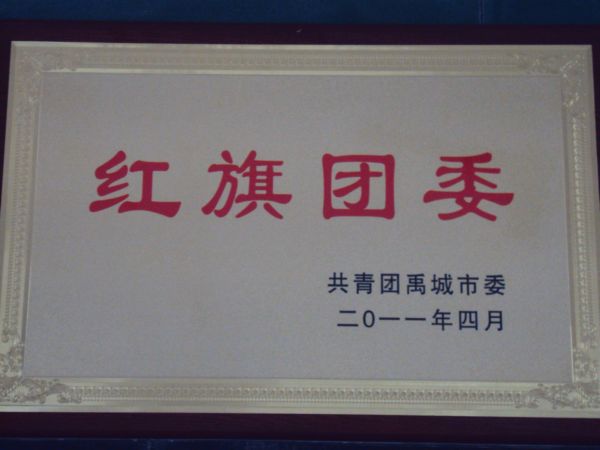 红旗团委
共青团禹城市委
二0一一年四月